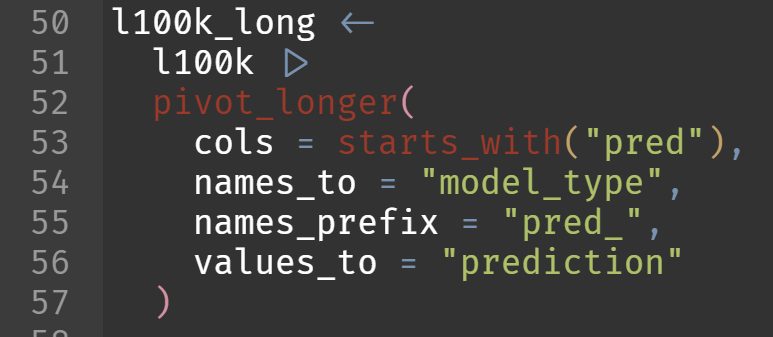 50 l100k_long <-
51   l100k |>
52   pivot_longer(
53     cols = starts_with("pred"),
54     names_to = "model_type",
55     names_prefix = "pred_",
56     values_to = "prediction"
57   )